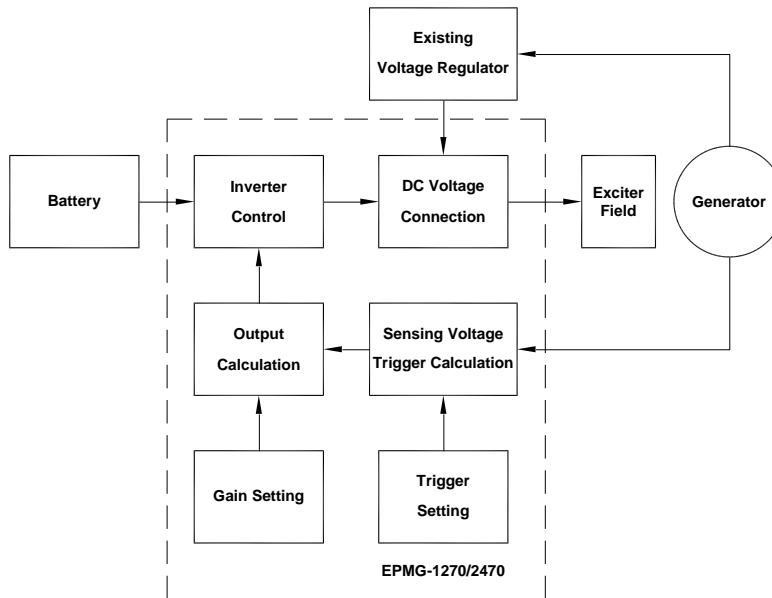 Existing
Voltage Regulator
Battery
Inverter
Control
DC Voltage
Connection
Exciter
Field
Generator
Output
Calculation
Sensing Voltage
Trigger Calculation
Gain Setting
Trigger
Setting
EPMG-1270/2470